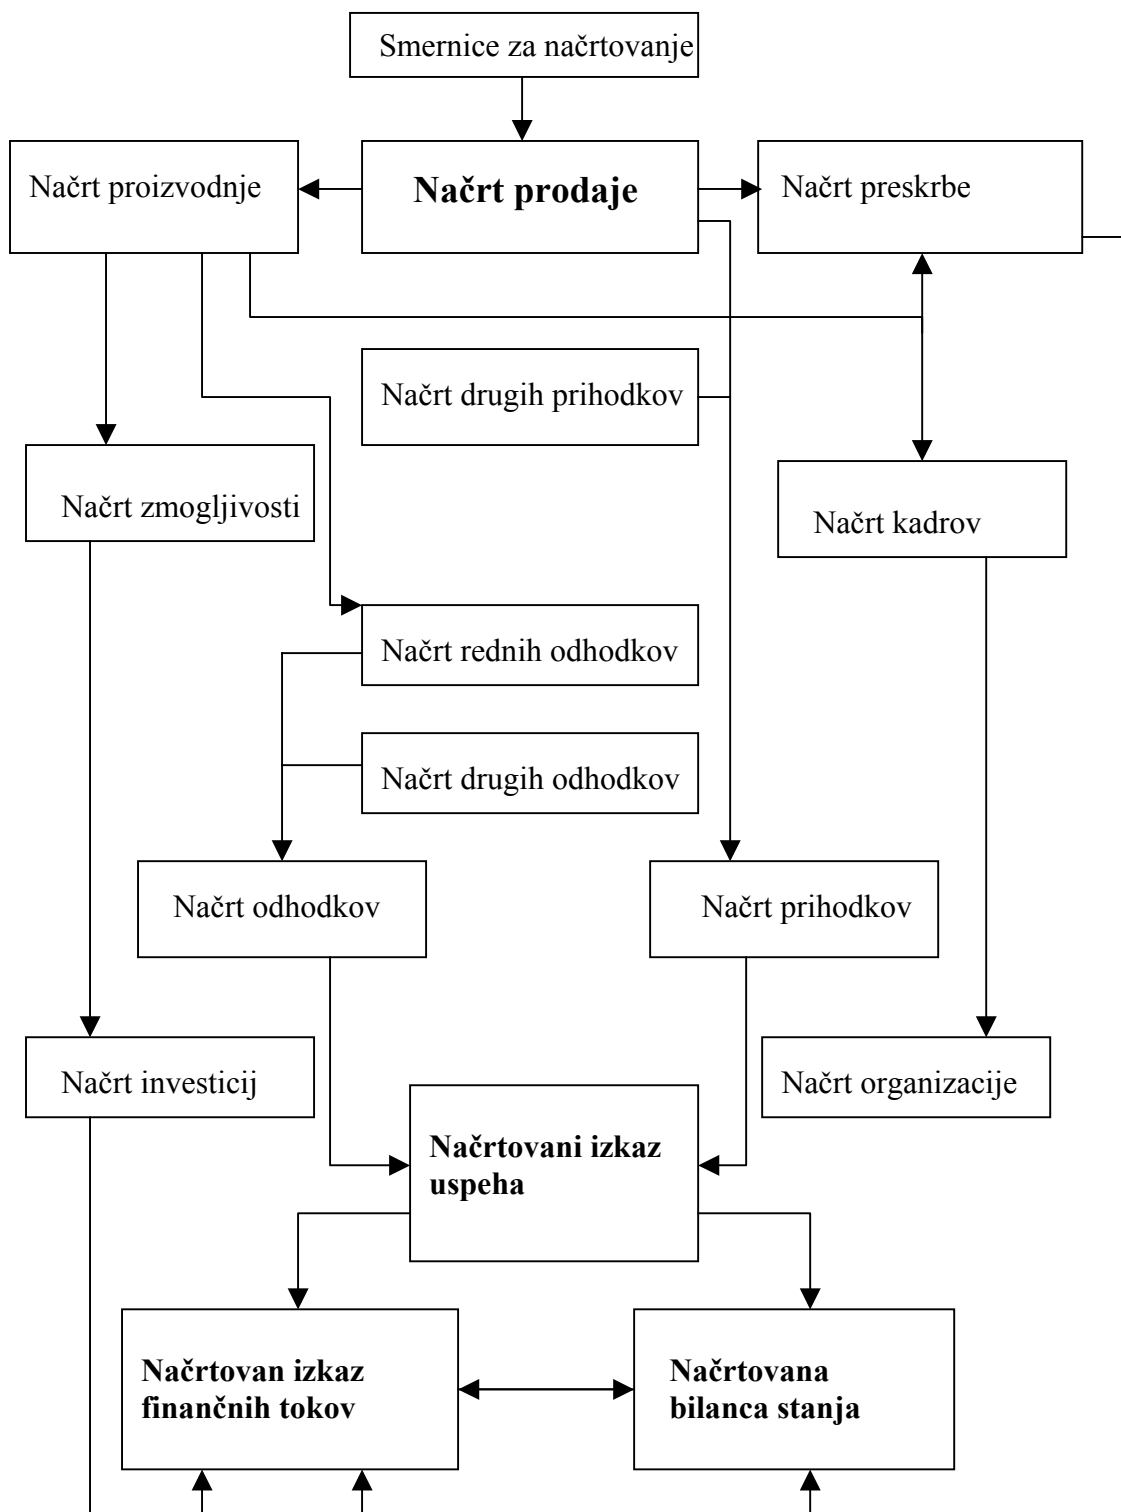 Smernice za načrtovanje
Načrt proizvodnje
Načrt prodaje
Načrt preskrbe
Načrt drugih prihodkov
Načrt zmogljivosti
Načrt kadrov
Načrt rednih odhodkov
Načrt drugih odhodkov
Načrt odhodkov
Načrt prihodkov
Načrt investicij
Načrt organizacije
Načrtovani izkaz
uspeha
Načrtovan izkaz
finančnih tokov
Načrtovana
bilanca stanja